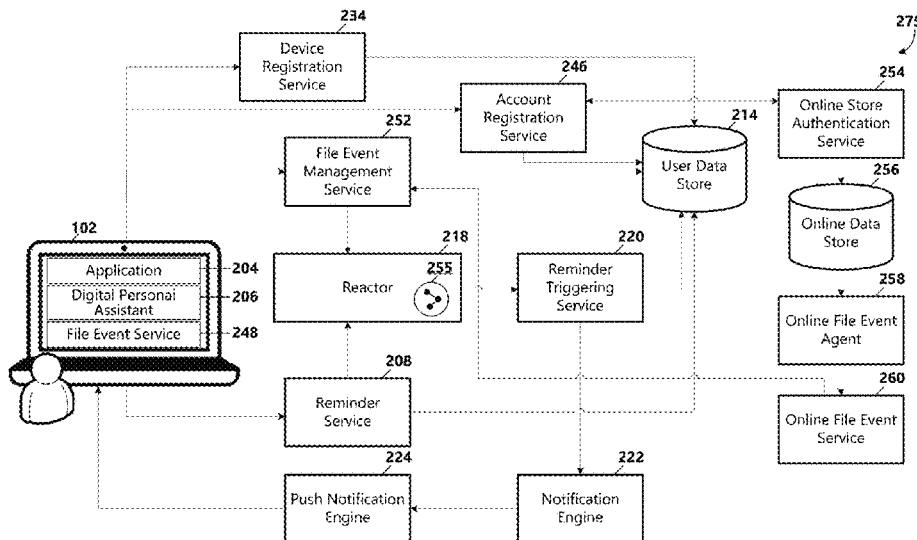 234
Device
Registration
Service
275
246
Account
Registration
Service
254
Online Store
Authentication
Service
252
File Event
Management
Service
214
User Data
Store
256
Online Data
Store
102
Application
204
Digital Personal
Assistant
206
File Event Service
248
218
Reactor
255
220
Reminder
Triggering
Service
258
Online File Event
Agent
208
Reminder
Service
260
Online File Event
Service
224
Push Notification
Engine
222
Notification
Engine